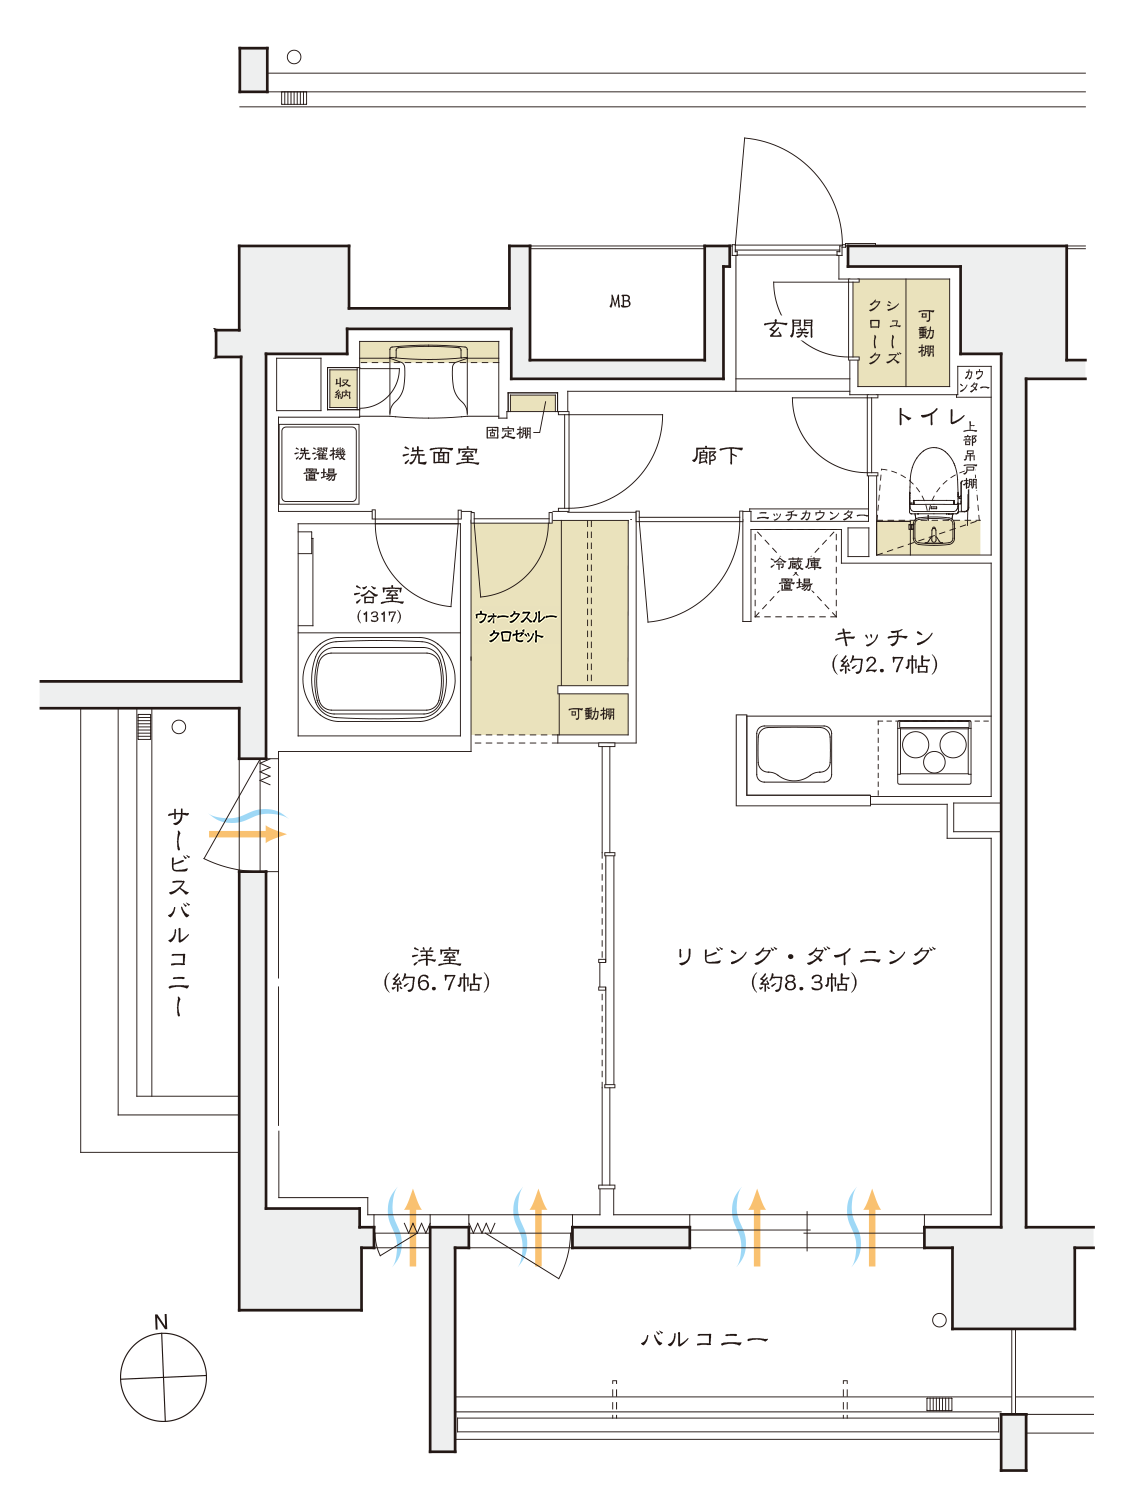 MB
玄関
シューズ
クローク
可動棚
カウ
ンター
トイレ
上部吊戸棚
収納
固定棚
洗濯機
置場
洗面室
廊下
ニッチカウンター
冷蔵庫
置場
浴室
(1317)
ウォークスルー
クロゼット
可動棚
キッチン
(約2.7帖)
サービスバルコニー
洋室
(約6.7帖)
リビング・ダイニング
(約8.3帖)
バルコニー
N